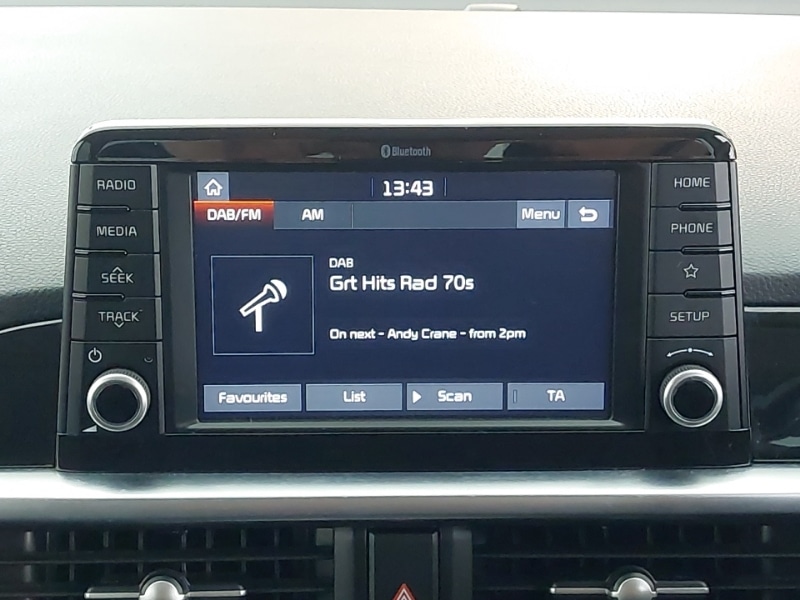 Bluetooth
RADIO
MEDIA
SEEK
TRACK
13:43
DAB/FM AM Menu
DAB
Grt Hits Rad 70s
On next - Andy Crane - from 2pm
Favourites List Scan TA
HOME
PHONE
SETUP